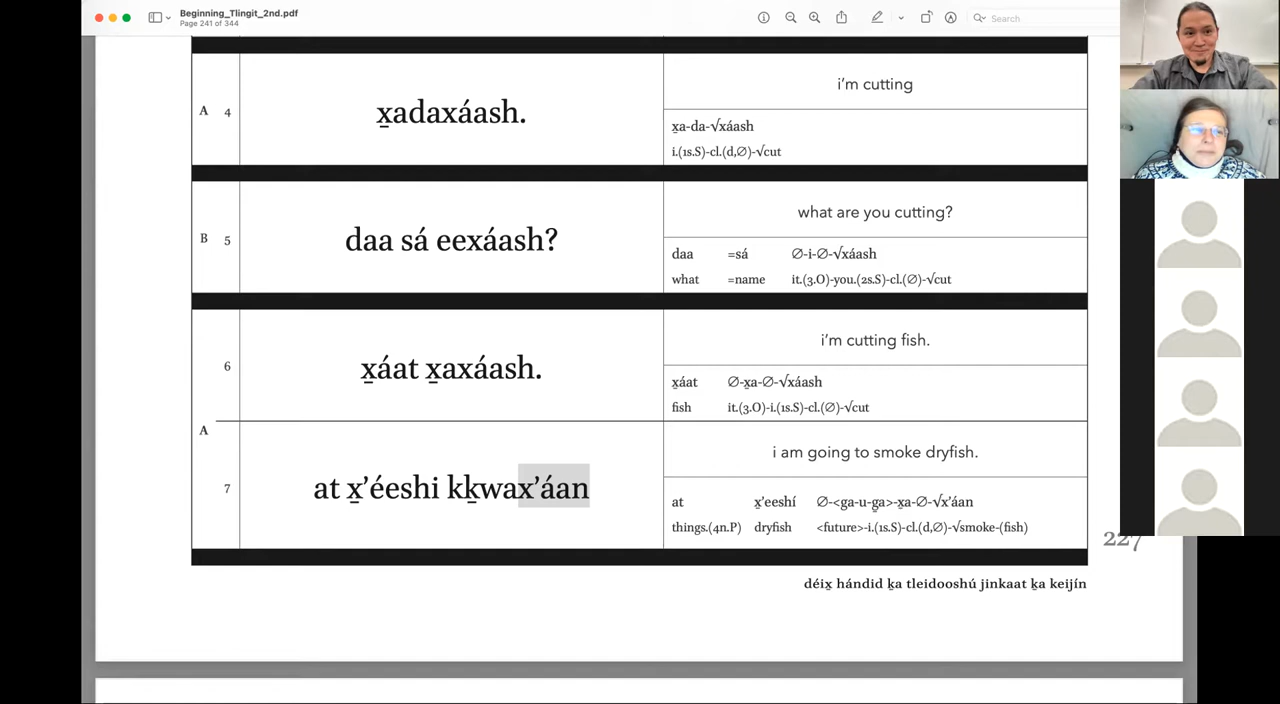 Beginning_Tlingit_2nd.pdf
Page 241 of 344
Search
A 4
x̱adaxáash.
i'm cutting
x̱a-da-√xáash
i.(1s.S)-cl.(d,∅)-√cut
B 5
daa sá eexáash?
what are you cutting?
daa =sá ∅-i-∅-√xáash
what =name it.(3.O)-you.(2s.S)-cl.(∅)-√cut
A
6
x̱áat x̱axáash.
i'm cutting fish.
x̱áat ∅-x̱a-∅-√xáash
fish it.(3.O)-i.(1s.S)-cl.(∅)-√cut
7
at x̱'éeshi kḵwax'áan
i am going to smoke dryfish.
at x̱'eeshí ∅-<ga-u-g̱a>-x̱a-∅-√x'áan
things.(4n.P) dryfish <future>-i.(1s.S)-cl.(d,∅)-√smoke-(fish)
227
déix̱ hándid ḵa tleidooshú jinkaat ḵa keijín